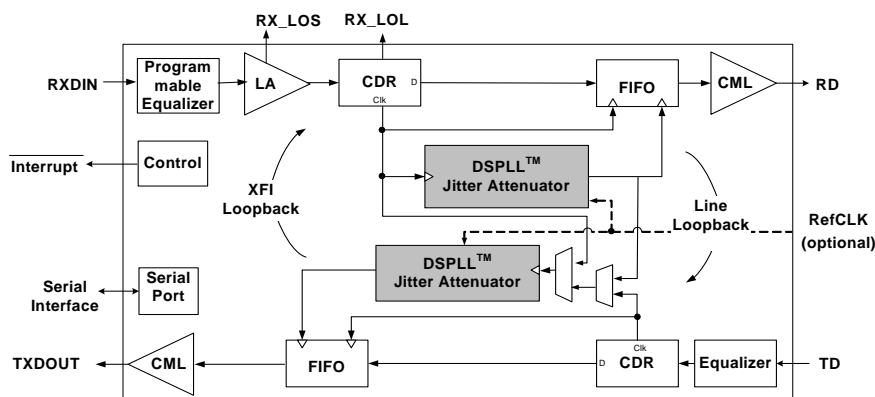 RX_LOS
RX_LOL
RXDIN
Program
mable
Equalizer
LA
CDR
D
Clk
FIFO
CML
RD
Interrupt
Control
XFI
Loopback
DSPLL™
Jitter Attenuator
Line
Loopback
RefCLK
(optional)
DSPLL™
Jitter Attenuator
Serial
Interface
Serial
Port
TXDOUT
CML
FIFO
D
Clk
CDR
Equalizer
TD